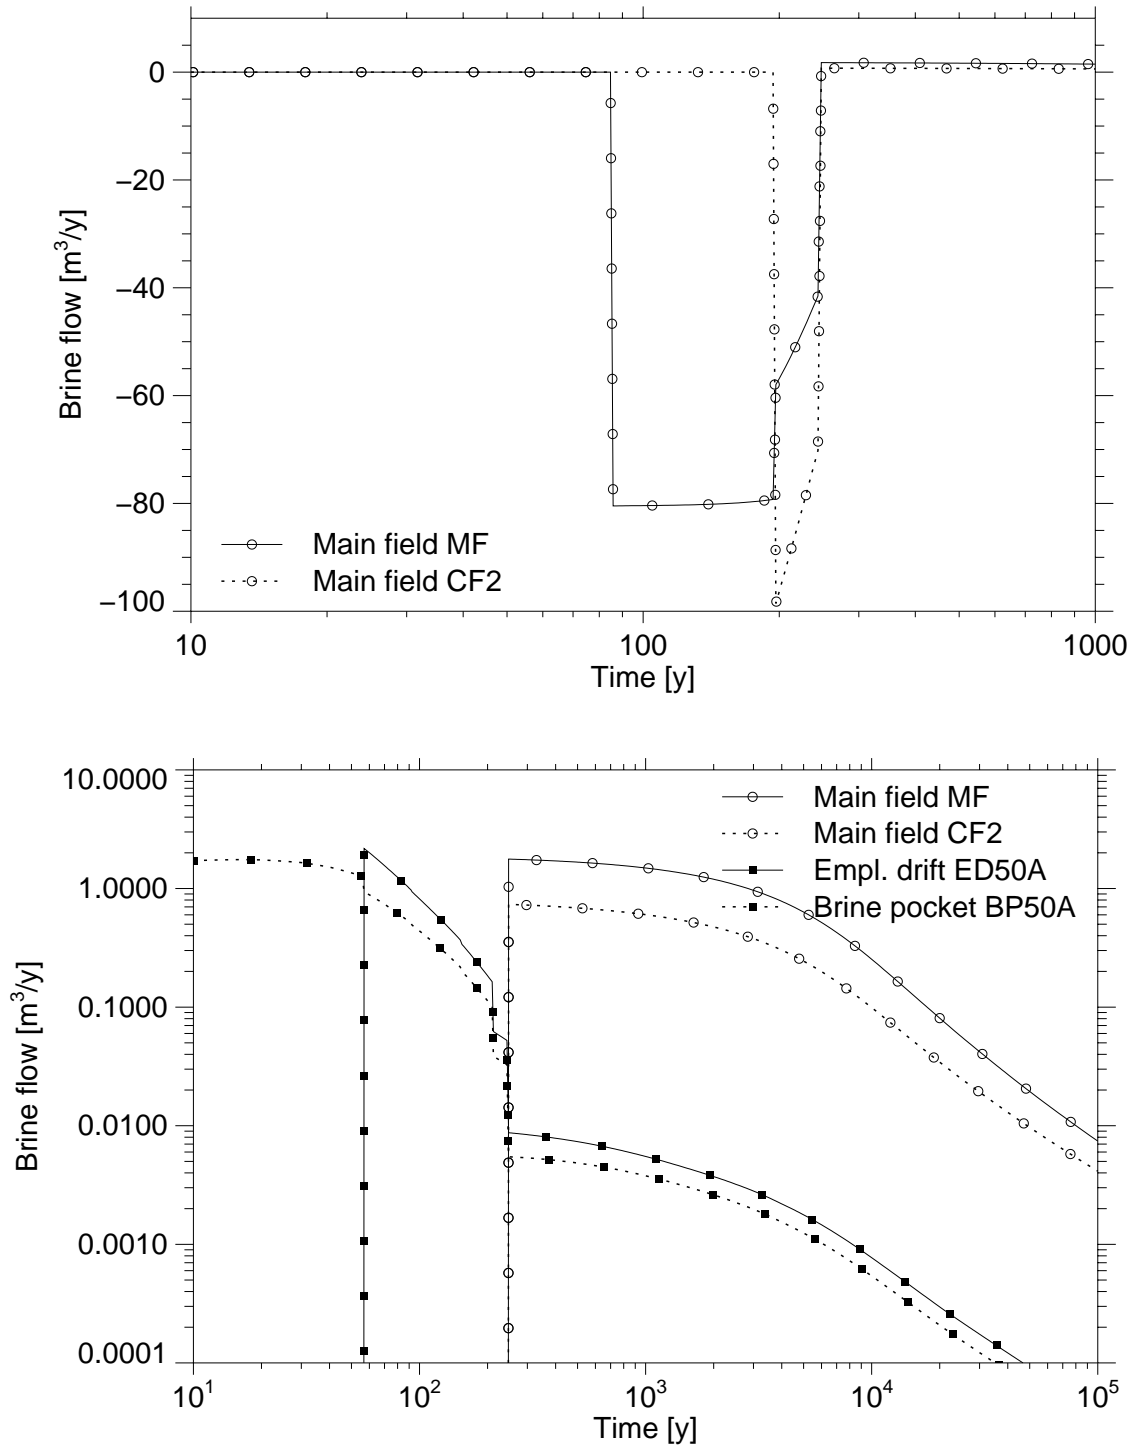 0
−20
−40
−60
−80
−100
Brine flow [m³/y]
Main field MF
Main field CF2
10
100
1000
Time [y]
10.0000
1.0000
0.1000
0.0100
0.0010
0.0001
Brine flow [m³/y]
Main field MF
Main field CF2
Empl. drift ED50A
Brine pocket BP50A
10¹
10²
10³
10⁴
10⁵
Time [y]